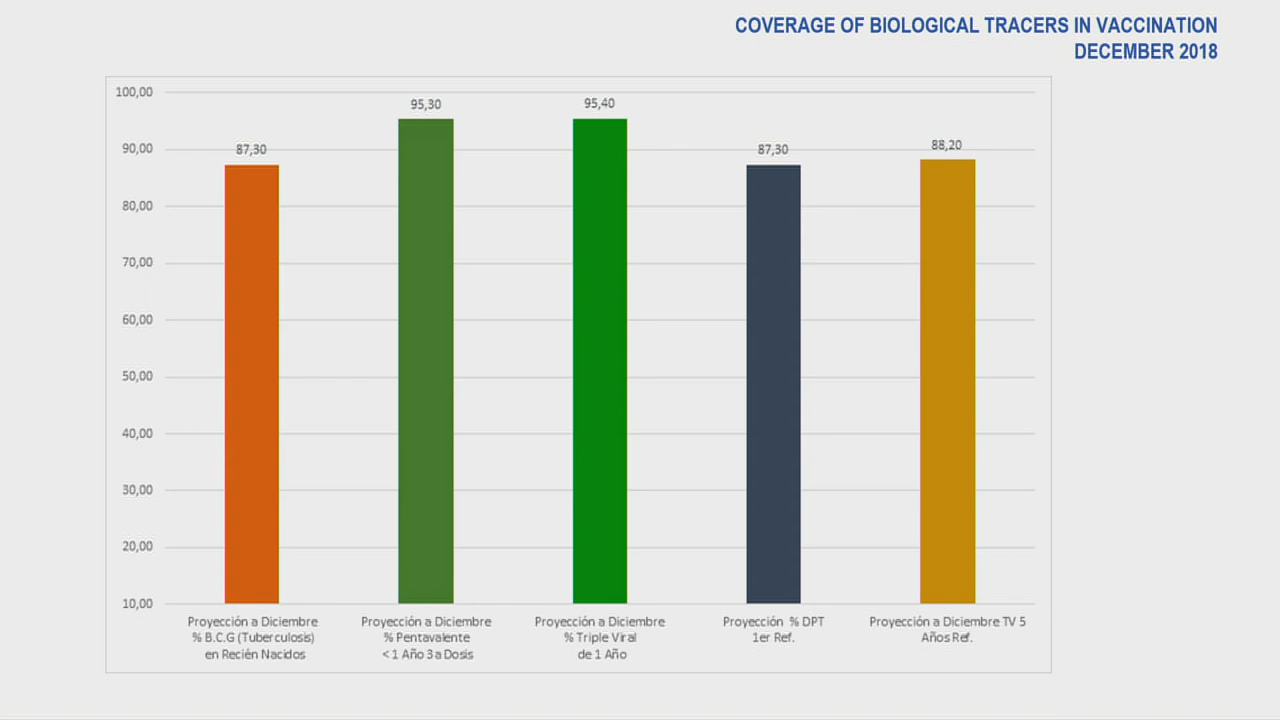 COVERAGE OF BIOLOGICAL TRACERS IN VACCINATION
DECEMBER 2018
100,00
90,00
80,00
70,00
60,00
50,00
40,00
30,00
20,00
10,00
87,30
95,30
95,40
87,30
88,20
Proyección a Diciembre
% B.C.G (Tuberculosis)
en Recién Nacidos
Proyección a Diciembre
% Pentavalente
< 1 Año 3 a Dosis
Proyección a Diciembre
% Triple Viral
de 1 Año
Proyección % DPT
1er Ref.
Proyección a Diciembre TV 5
Años Ref.